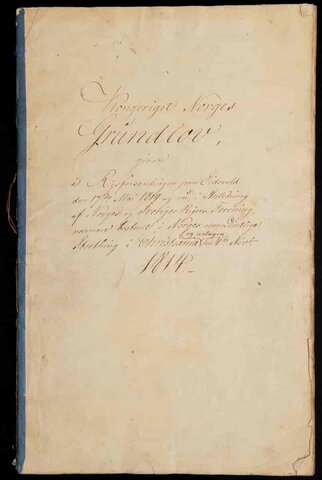 Kongeriget Norges
Grundlov,
given
i Rigsforsamlingen paa Eidsvold
den 17de Mai 1814 og nu, i Anledning
af Norges og Sveriges Rigers Forening,
nærmere bestemt i Norges overordentlige
og antagen
Storthing i Christiania den 4de Novbr
1814.